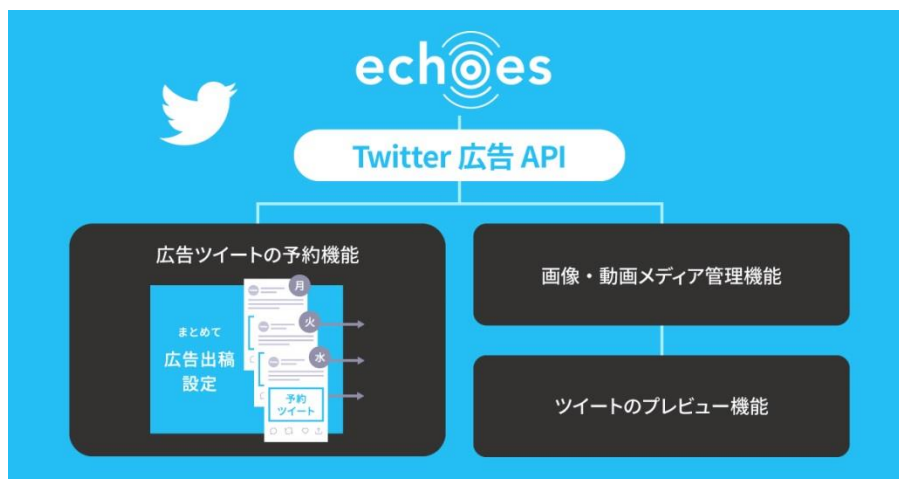 echoes
Twitter 広告 API
広告ツイートの予約機能
月
火
水
まとめて
広告出稿
設定
予約
ツイート
画像・動画メディア管理機能
ツイートのプレビュー機能